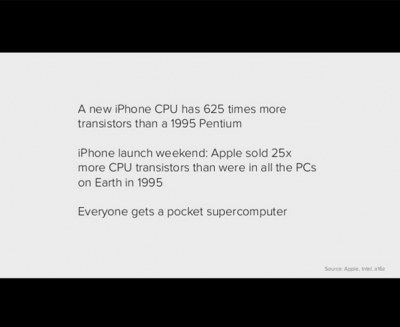 A new iPhone CPU has 625 times more
transistors than a 1995 Pentium
iPhone launch weekend: Apple sold 25x
more CPU transistors than were in all the PCs
on Earth in 1995
Everyone gets a pocket supercomputer
Source: Apple, Intel, a16z